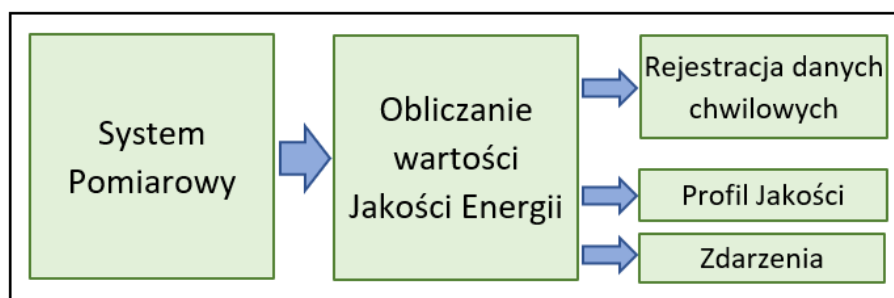 System
Pomiarowy
Obliczanie
wartości
Jakości Energii
Rejestracja danych
chwilowych
Profil Jakości
Zdarzenia